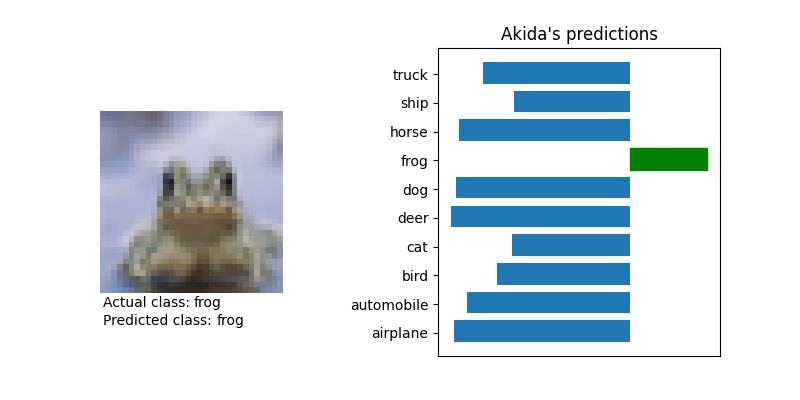 Akida's predictions
truck
ship
horse
frog
dog
deer
cat
bird
automobile
airplane
Actual class: frog
Predicted class: frog